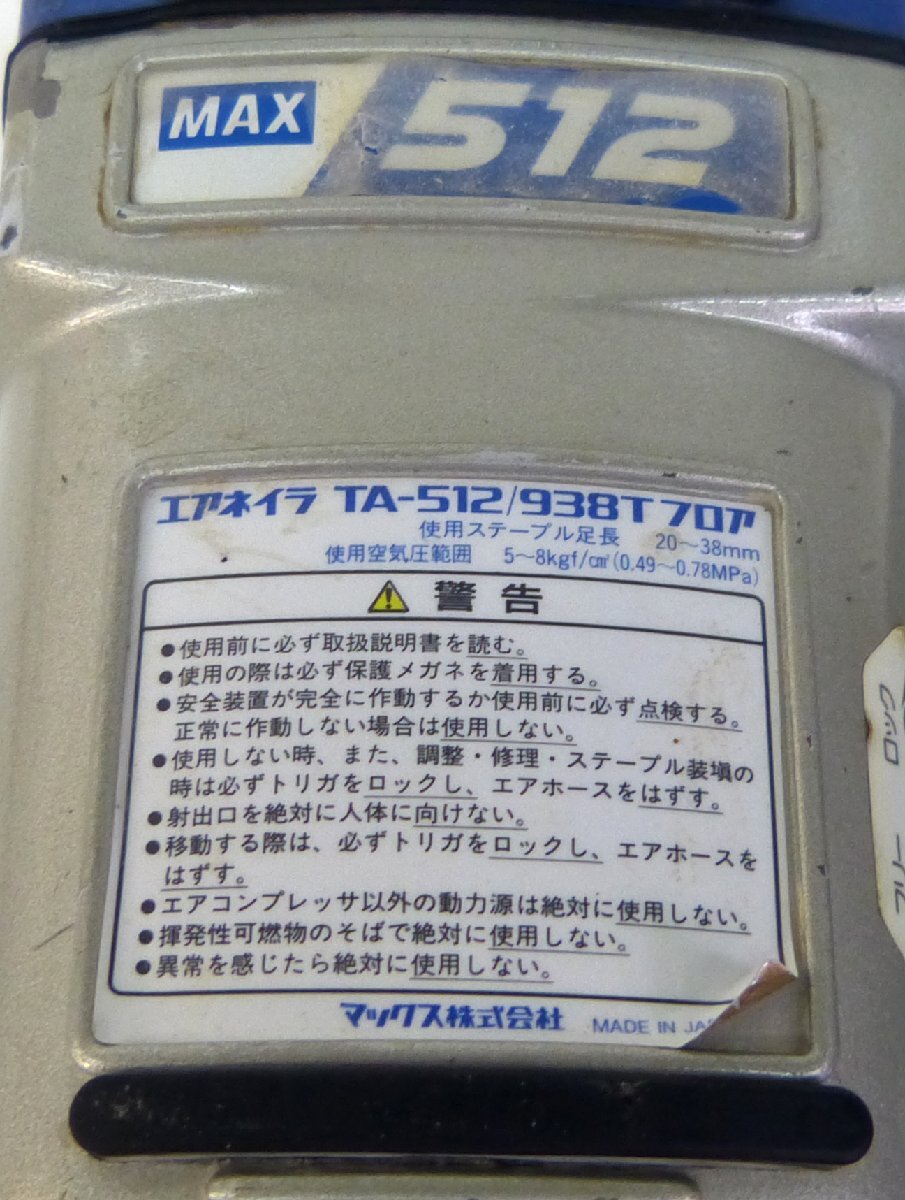 MAX 512
エアネイラ TA-512/938Tフロア
使用ステープル足長 20～38mm
使用空気圧範囲 5～8kgf/c㎡(0.49～0.78MPa)
警告
●使用前に必ず取扱説明書を読む。
●使用の際は必ず保護メガネを着用する。
●安全装置が完全に作動するか使用前に必ず点検する。
正常に作動しない場合は使用しない。
●使用しない時、また、調整・修理・ステープル装塡の
時は必ずトリガをロックし、エアホースをはずす。
●射出口を絶対に人体に向けない。
●移動する際は、必ずトリガをロックし、エアホースを
はずす。
●エアコンプレッサ以外の動力源は絶対に使用しない。
●揮発性可燃物のそばで絶対に使用しない。
●異常を感じたら絶対に使用しない。
マックス株式会社 MADE IN
ロック
フリー